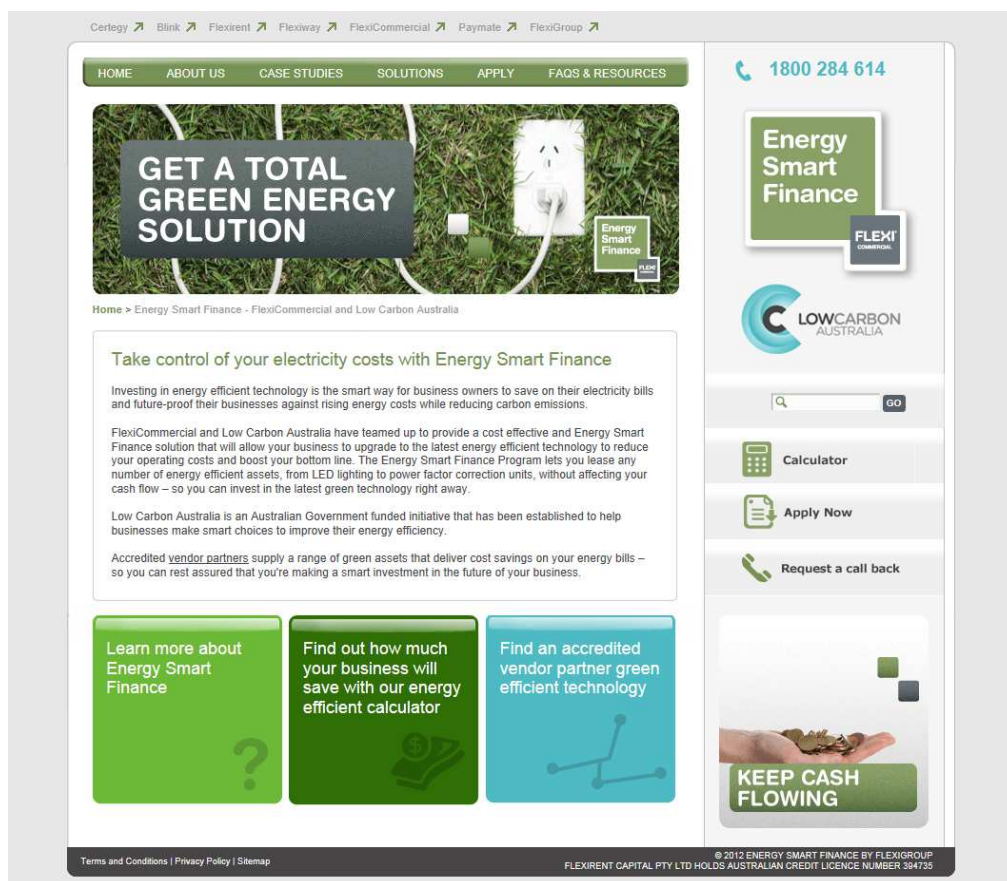 Certegy Blink Flexirent Flexiway FlexiCommercial Paymate FlexiGroup
HOME ABOUT US CASE STUDIES SOLUTIONS APPLY FAQS & RESOURCES
1800 284 614
GET A TOTAL
GREEN ENERGY
SOLUTION
Energy
Smart
Finance
FLEXI
Energy
Smart
Finance
FLEXI
COMMERCIAL
LOWCARBON
AUSTRALIA
Home > Energy Smart Finance - FlexiCommercial and Low Carbon Australia
Take control of your electricity costs with Energy Smart Finance
Investing in energy efficient technology is the smart way for business owners to save on their electricity bills
and future-proof their businesses against rising energy costs while reducing carbon emissions.
FlexiCommercial and Low Carbon Australia have teamed up to provide a cost effective and Energy Smart
Finance solution that will allow your business to upgrade to the latest energy efficient technology to reduce
your operating costs and boost your bottom line. The Energy Smart Finance Program lets you lease any
number of energy efficient assets, from LED lighting to power factor correction units, without affecting your
cash flow – so you can invest in the latest green technology right away.
Low Carbon Australia is an Australian Government funded initiative that has been established to help
businesses make smart choices to improve their energy efficiency.
Accredited vendor partners supply a range of green assets that deliver cost savings on your energy bills –
so you can rest assured that you're making a smart investment in the future of your business.
GO
Calculator
Apply Now
Request a call back
Learn more about
Energy Smart
Finance
?
Find out how much
your business will
save with our energy
efficient calculator
$
Find an accredited
vendor partner green
efficient technology
KEEP CASH
FLOWING
Terms and Conditions | Privacy Policy | Sitemap
© 2012 ENERGY SMART FINANCE BY FLEXIGROUP
FLEXIRENT CAPITAL PTY LTD HOLDS AUSTRALIAN CREDIT LICENCE NUMBER 394735